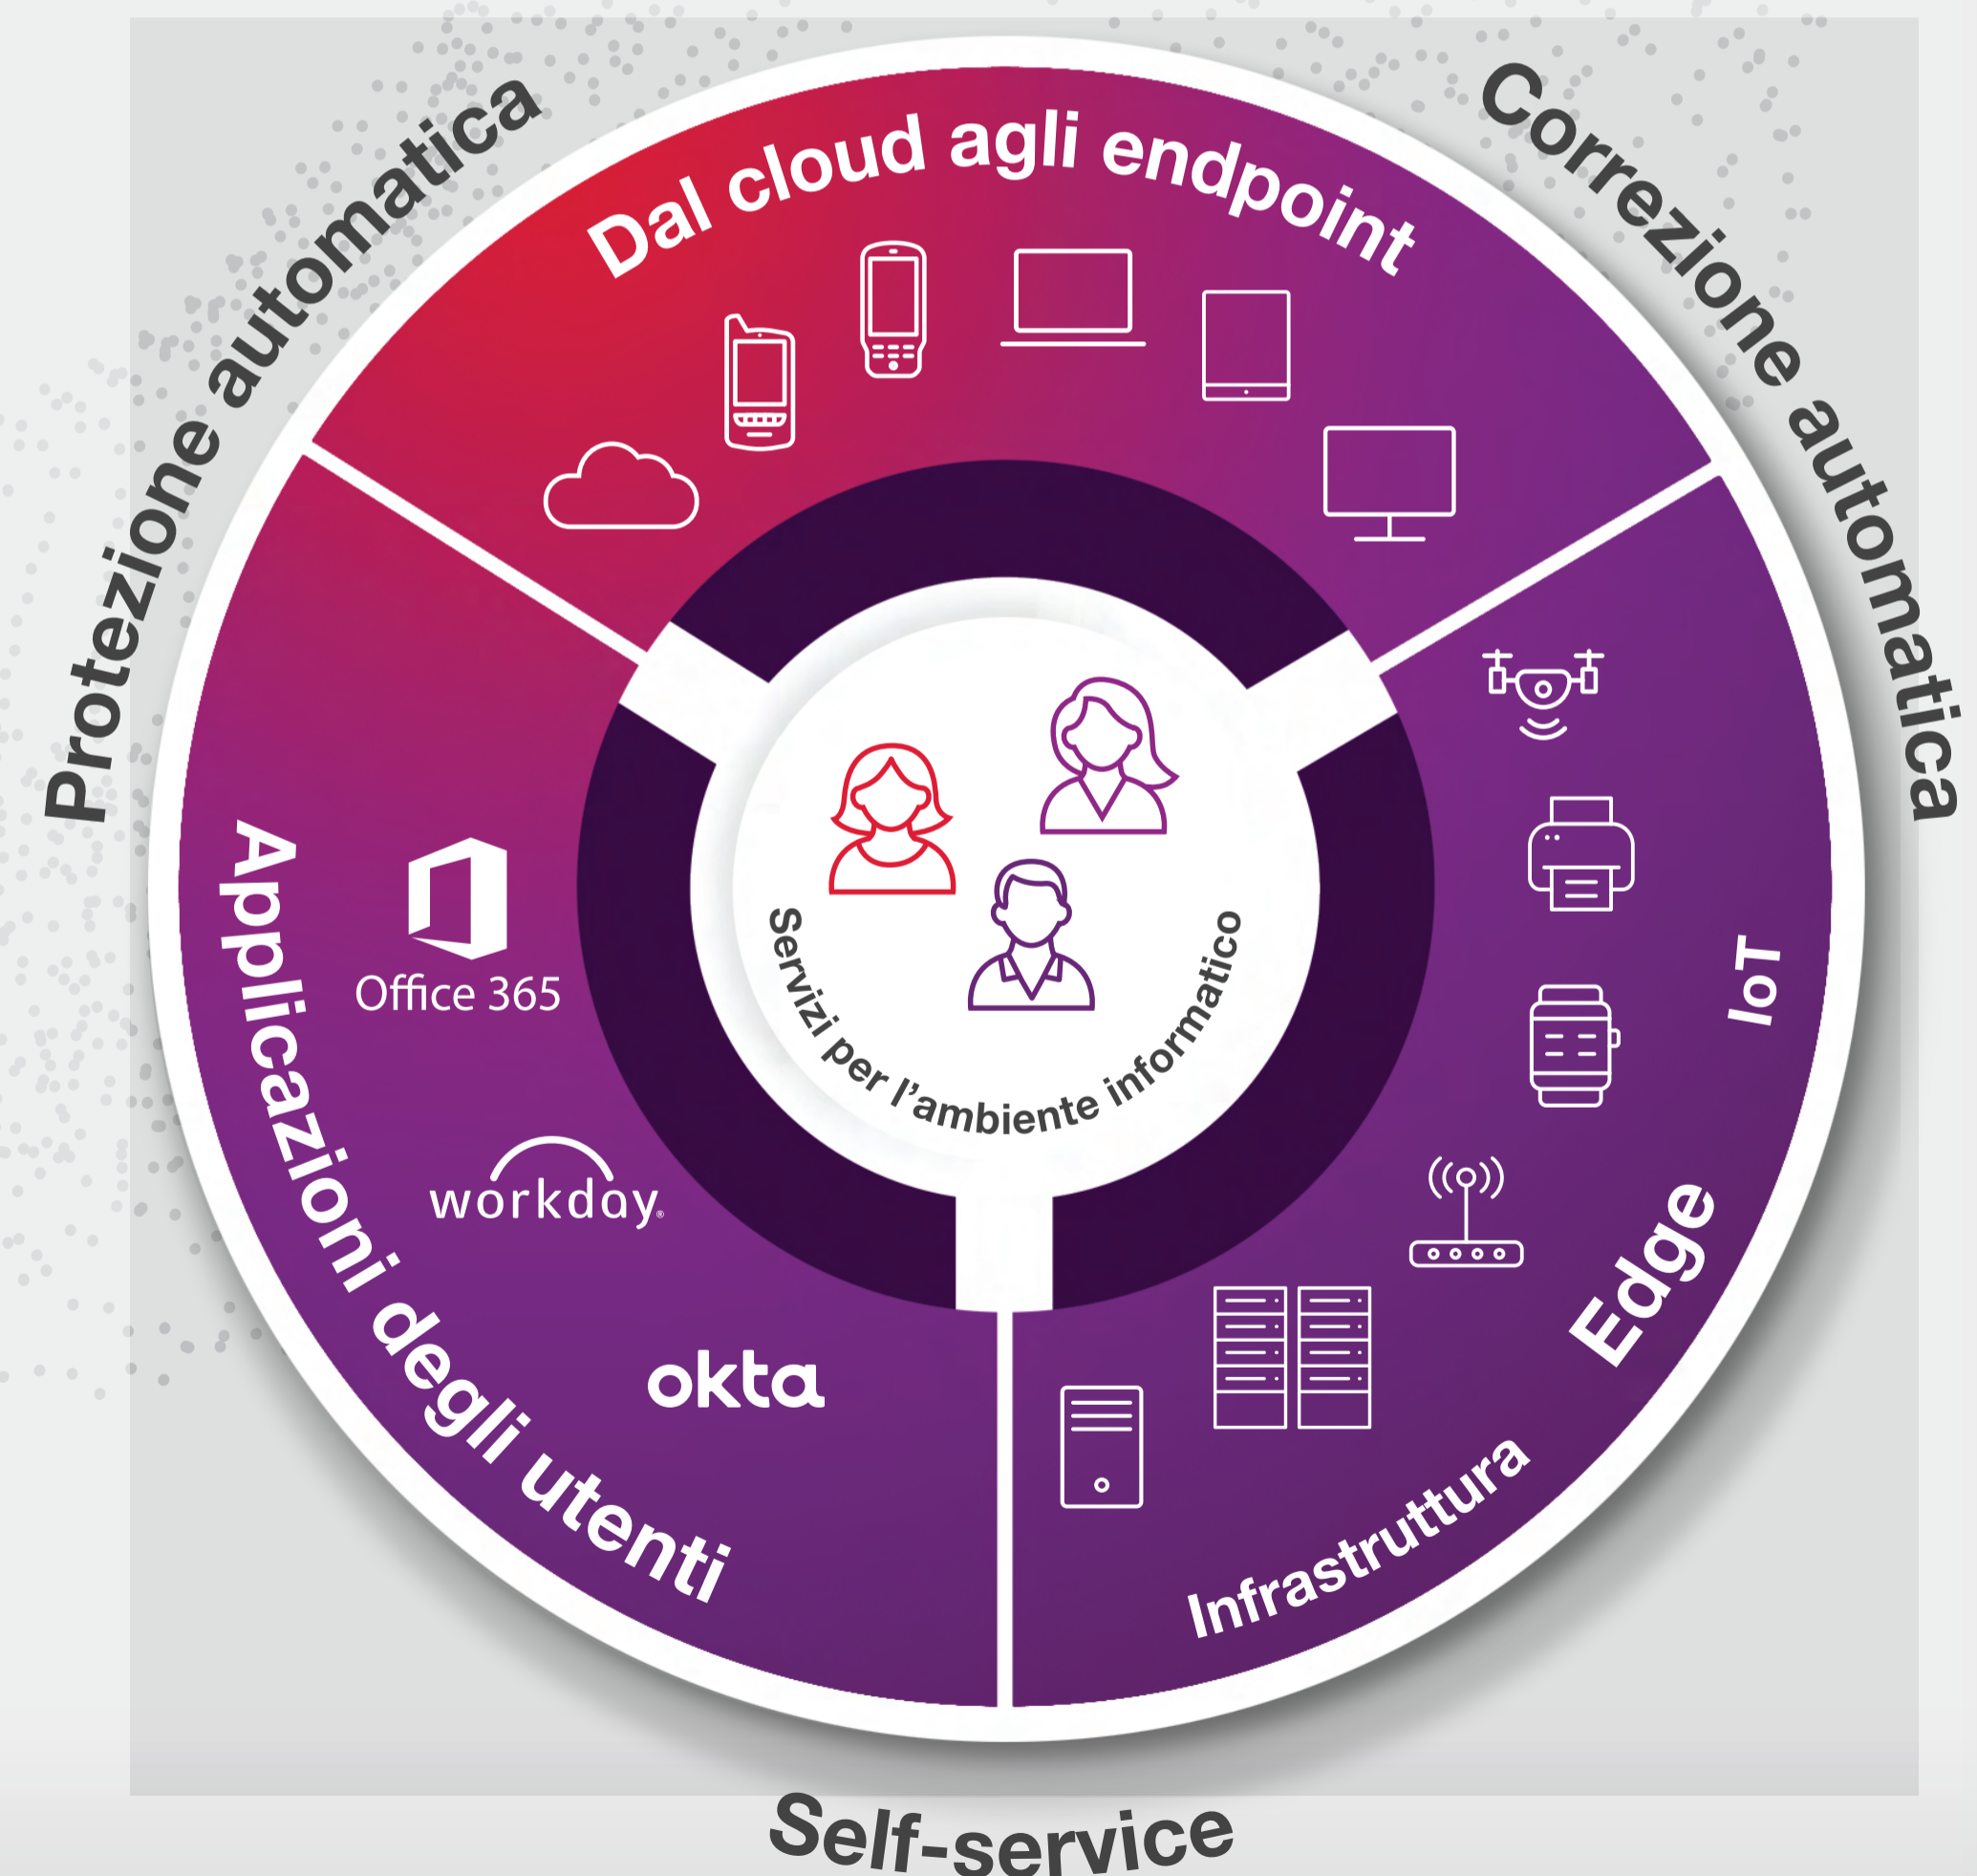 Protezione automatica
Correzione automatica
Dal cloud agli endpoint
Applicazioni degli utenti
Office 365
workday®
okta
IoT
Edge
Infrastruttura
Servizi per l’ambiente informatico
Self-service